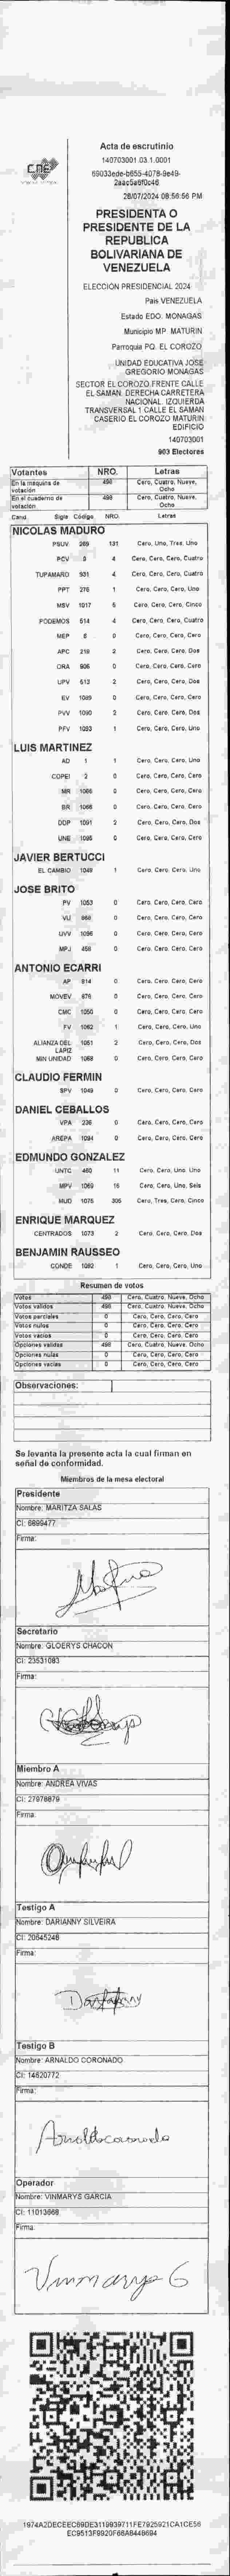 CNE
Acta de escrutinio
140703001.03.1.0001
69033ede-b655-4078-9e49-
2aac5a6f0c46
28/07/2024 08:56:56 PM
PRESIDENTA O
PRESIDENTE DE LA
REPUBLICA
BOLIVARIANA DE
VENEZUELA
ELECCIÓN PRESIDENCIAL 2024
País VENEZUELA
Estado EDO. MONAGAS
Municipio MP. MATURIN
Parroquia PQ. EL COROZO
UNIDAD EDUCATIVA JOSE
GREGORIO MONAGAS
SECTOR EL COROZO FRENTE CALLE
EL SAMAN. DERECHA CARRETERA
NACIONAL. IZQUIERDA
TRANSVERSAL 1 CALLE EL SAMAN
CASERIO EL COROZO MATURIN
EDIFICIO
140703001
903 Electores
Votantes NRO. Letras
En la maquina de votación 498 Cero, Cuatro, Nueve, Ocho
En el cuaderno de votación 498 Cero, Cuatro, Nueve, Ocho
Cand. Sigla Código NRO. Letras
NICOLAS MADURO
PSUV 269 131 Cero, Uno, Tres, Uno
PCV 4 Cero, Cero, Cero, Cuatro
TUPAMARO 931 4 Cero, Cero, Cero, Cuatro
PPT 276 1 Cero, Cero, Cero, Uno
MSV 1017 5 Cero, Cero, Cero, Cinco
PODEMOS 614 4 Cero, Cero, Cero, Cuatro
MEP 6 0 Cero, Cero, Cero, Cero
APC 219 2 Cero, Cero, Cero, Dos
ORA 906 0 Cero, Cero, Cero, Cero
UPV 613 2 Cero, Cero, Cero, Dos
EV 1089 0 Cero, Cero, Cero, Cero
PVV 1090 2 Cero, Cero, Cero, Dos
PFV 1093 1 Cero, Cero, Cero, Uno
LUIS MARTINEZ
AD 1 1 Cero, Cero, Cero, Uno
COPEI 2 0 Cero, Cero, Cero, Cero
MR 1065 0 Cero, Cero, Cero, Cero
BR 1066 0 Cero, Cero, Cero, Cero
DDP 1091 2 Cero, Cero, Cero, Dos
UNE 1095 0 Cero, Cero, Cero, Cero
JAVIER BERTUCCI
EL CAMBIO 1048 1 Cero, Cero, Cero, Uno
JOSE BRITO
PV 1053 0 Cero, Cero, Cero, Cero
VU 868 0 Cero, Cero, Cero, Cero
UVV 1096 0 Cero, Cero, Cero, Cero
MPJ 458 0 Cero, Cero, Cero, Cero
ANTONIO ECARRI
AP 814 0 Cero, Cero, Cero, Cero
MOVEV 876 0 Cero, Cero, Cero, Cero
CMC 1050 0 Cero, Cero, Cero, Cero
FV 1062 1 Cero, Cero, Cero, Uno
ALIANZA DEL LAPIZ 1051 2 Cero, Cero, Cero, Dos
MIN UNIDAD 1068 0 Cero, Cero, Cero, Cero
CLAUDIO FERMIN
SPV 1049 0 Cero, Cero, Cero, Cero
DANIEL CEBALLOS
VPA 236 0 Cero, Cero, Cero, Cero
AREPA 1094 0 Cero, Cero, Cero, Cero
EDMUNDO GONZALEZ
UNTC 460 11 Cero, Cero, Uno, Uno
MPV 1069 16 Cero, Cero, Uno, Seis
MUD 1075 305 Cero, Tres, Cero, Cinco
ENRIQUE MARQUEZ
CENTRADOS 1073 2 Cero, Cero, Cero, Dos
BENJAMIN RAUSSEO
CONDE 1092 1 Cero, Cero, Cero, Uno
Resumen de votos
Votos 498 Cero, Cuatro, Nueve, Ocho
Votos validos 498 Cero, Cuatro, Nueve, Ocho
Votos parciales 0 Cero, Cero, Cero, Cero
Votos nulos 0 Cero, Cero, Cero, Cero
Votos vacios 0 Cero, Cero, Cero, Cero
Opciones validas 498 Cero, Cuatro, Nueve, Ocho
Opciones nulas 0 Cero, Cero, Cero, Cero
Opciones vacias 0 Cero, Cero, Cero, Cero
Observaciones:
Se levanta la presente acta la cual firman en
señal de conformidad.
Miembros de la mesa electoral
Presidente
Nombre: MARITZA SALAS
CI: 6899477
Firma:
Secretario
Nombre: GLOERYS CHACON
CI: 23531083
Firma:
Miembro A
Nombre: ANDREA VIVAS
CI: 27978879
Firma:
Testigo A
Nombre: DARIANNY SILVEIRA
CI: 20645248
Firma:
Testigo B
Nombre: ARNALDO CORONADO
CI: 14620772
Firma:
Arnaldo coronado
Operador
Nombre: VINMARYS GARCIA
CI: 11013668
Firma:
Vinmarys G
1974A2DECEEC69DE3119939711FE7925921CA1CE56
EC9513F9920F68A8448694